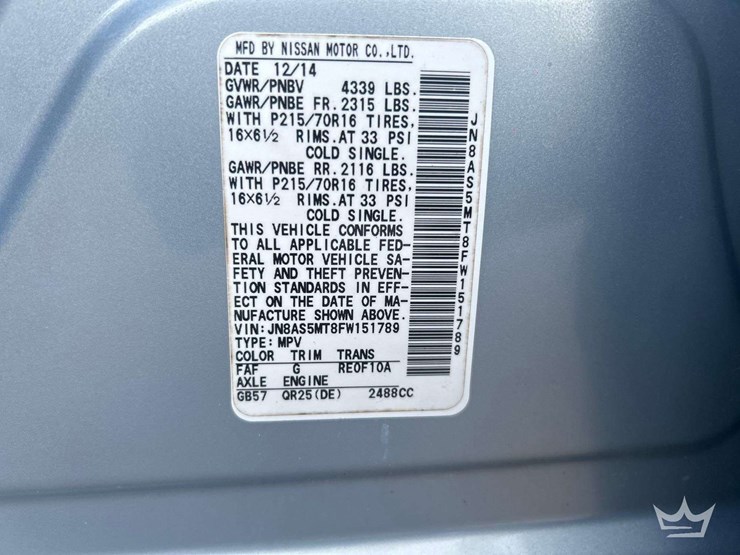 MFD BY NISSAN MOTOR CO.,LTD.
DATE 12/14
GVWR/PNBV 4339 LBS.
GAWR/PNBE FR. 2315 LBS.
WITH P215/70R16 TIRES,
16X6½ RIMS. AT 33 PSI
COLD SINGLE.
GAWR/PNBE RR. 2116 LBS.
WITH P215/70R16 TIRES,
16X6½ RIMS. AT 33 PSI
COLD SINGLE.
THIS VEHICLE CONFORMS
TO ALL APPLICABLE FED-
ERAL MOTOR VEHICLE SA-
FETY AND THEFT PREVEN-
TION STANDARDS IN EFF-
ECT ON THE DATE OF MA-
NUFACTURE SHOWN ABOVE.
VIN:JN8AS5MT8FW151789
TYPE: MPV
COLOR TRIM TRANS
FAF G RE0F10A
AXLE ENGINE
GB57 QR25(DE) 2488CC
JN8AS5MT8FW151789